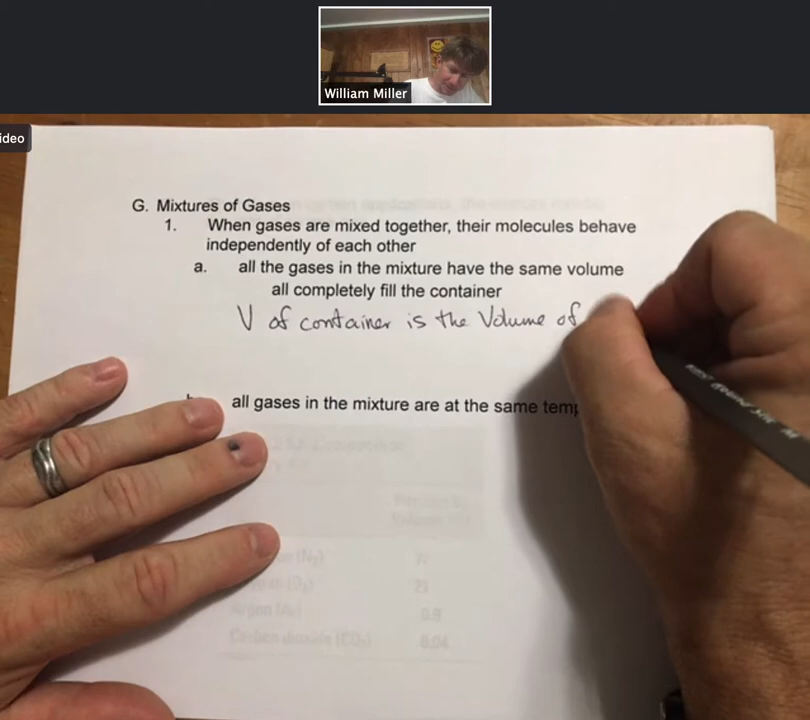 William Miller
ideo
G. Mixtures of Gases
1. When gases are mixed together, their molecules behave
independently of each other
a. all the gases in the mixture have the same volume
all completely fill the container
V of container is the Volume of
all gases in the mixture are at the same temp